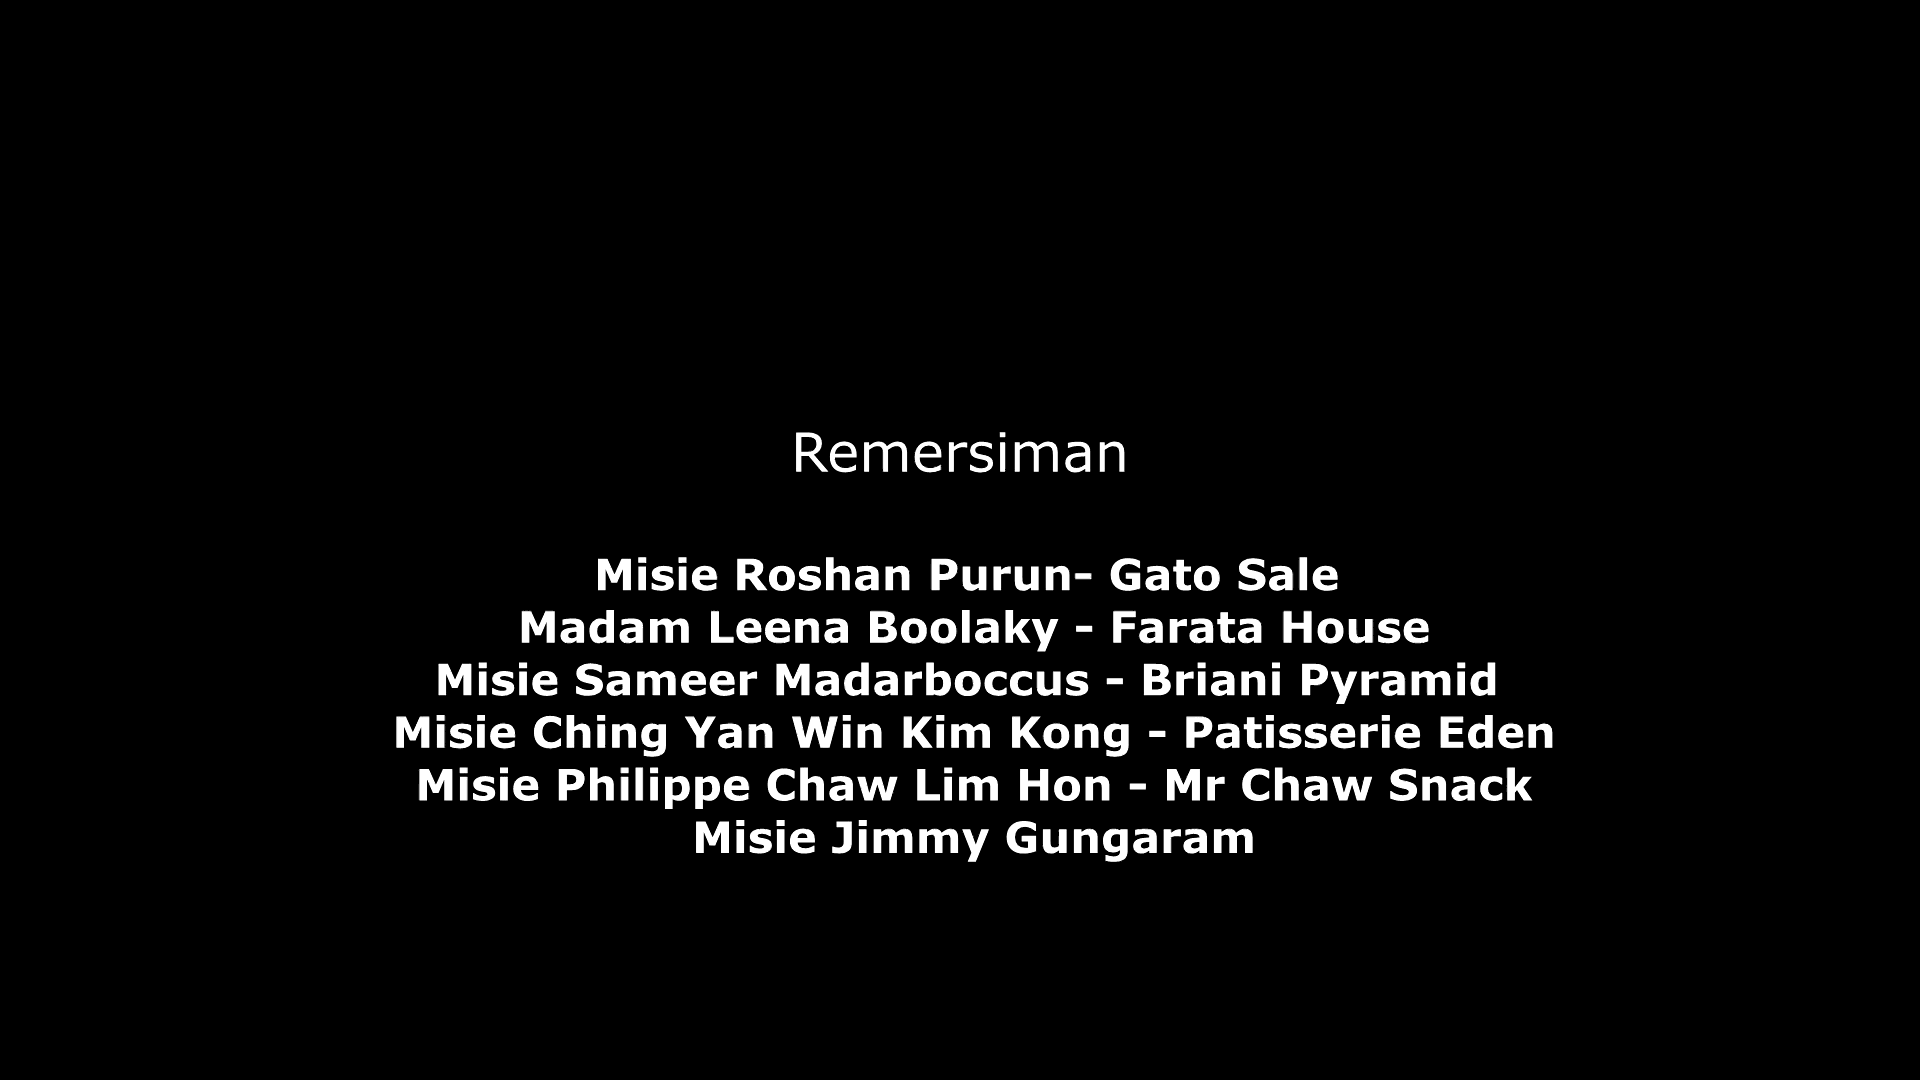 Remersiman
Misie Roshan Purun- Gato Sale
Madam Leena Boolaky - Farata House
Misie Sameer Madarboccus - Briani Pyramid
Misie Ching Yan Win Kim Kong - Patisserie Eden
Misie Philippe Chaw Lim Hon - Mr Chaw Snack
Misie Jimmy Gungaram